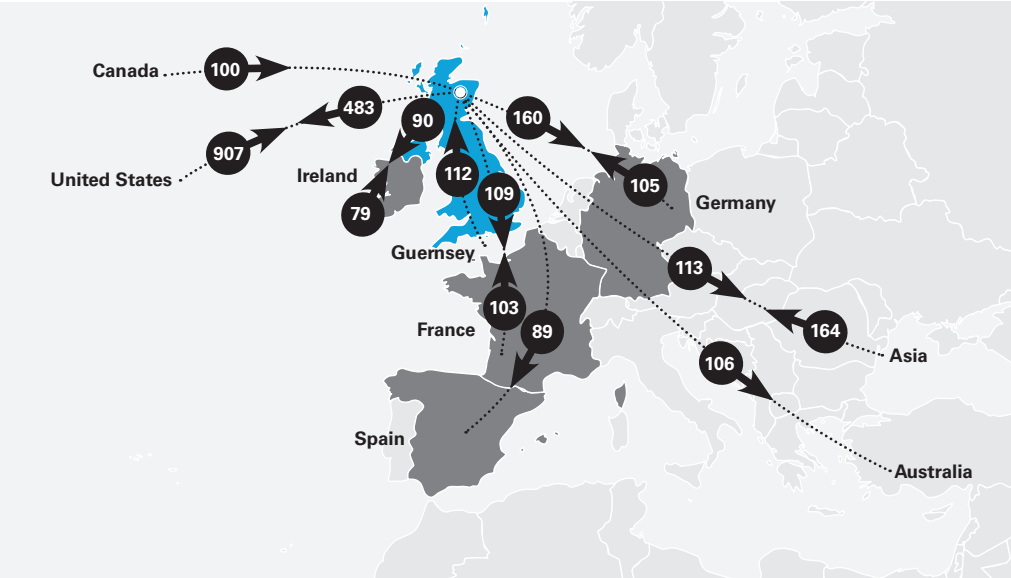 Canada
100
483
907
United States
90
160
Ireland
112
105
79
109
Germany
Guernsey
113
103
France
89
164
Asia
106
Spain
Australia